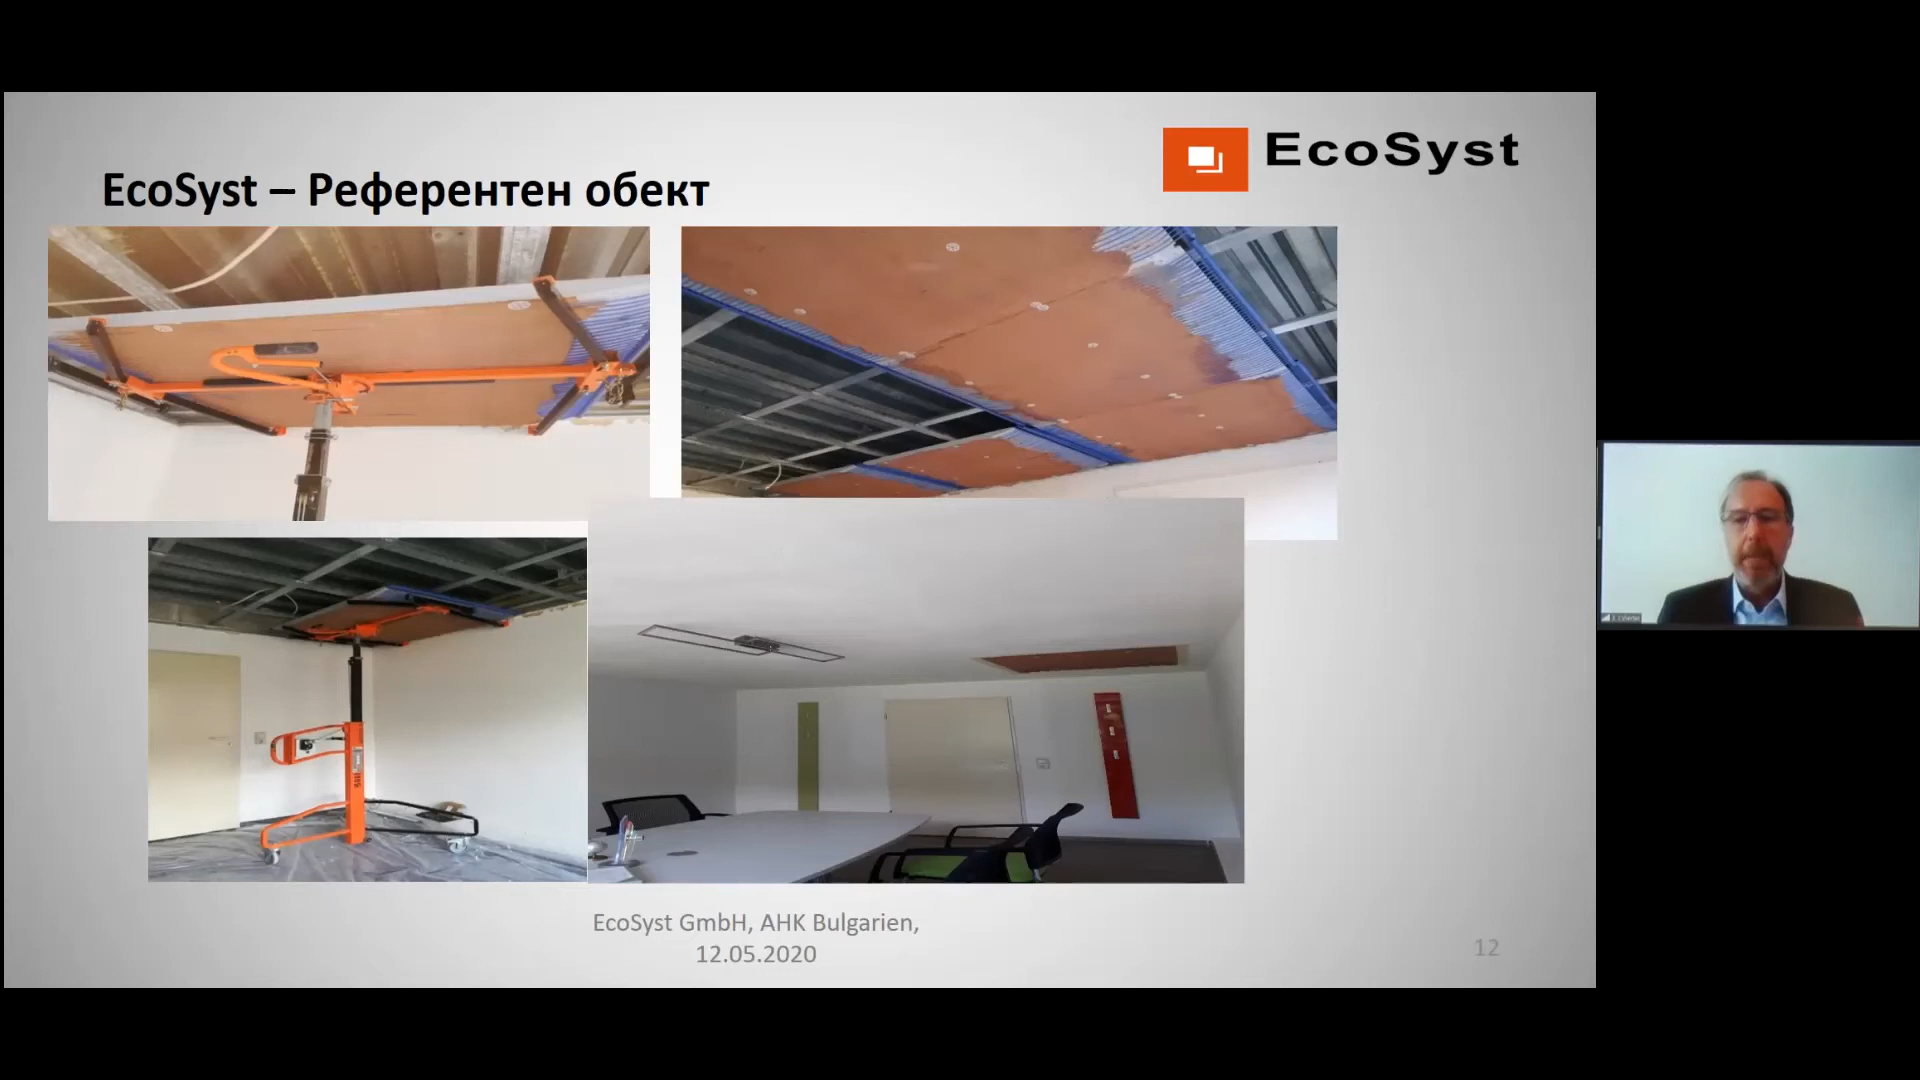 EcoSyst
EcoSyst – Референтен обект
EcoSyst GmbH, AHK Bulgarien,
12.05.2020
12